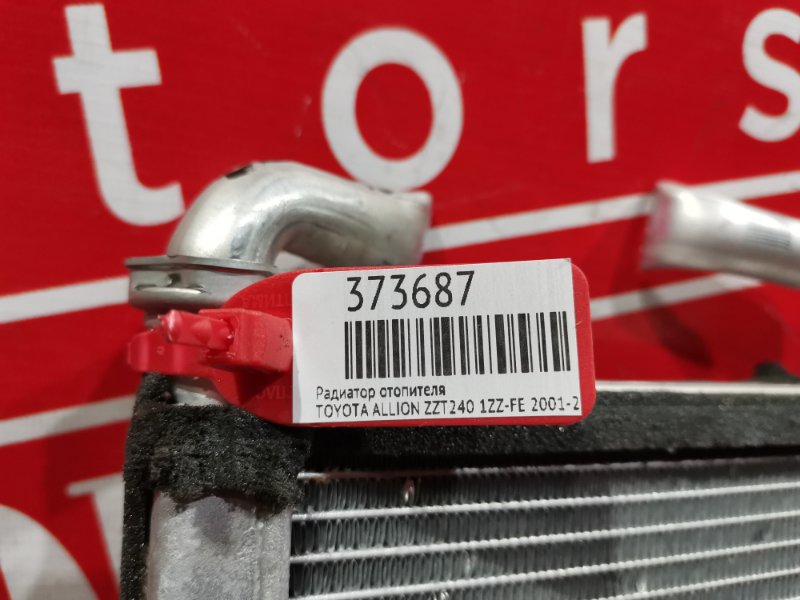 tors
373687
Радиатор отопителя
TOYOTA ALLION ZZT240 1ZZ-FE 2001-2